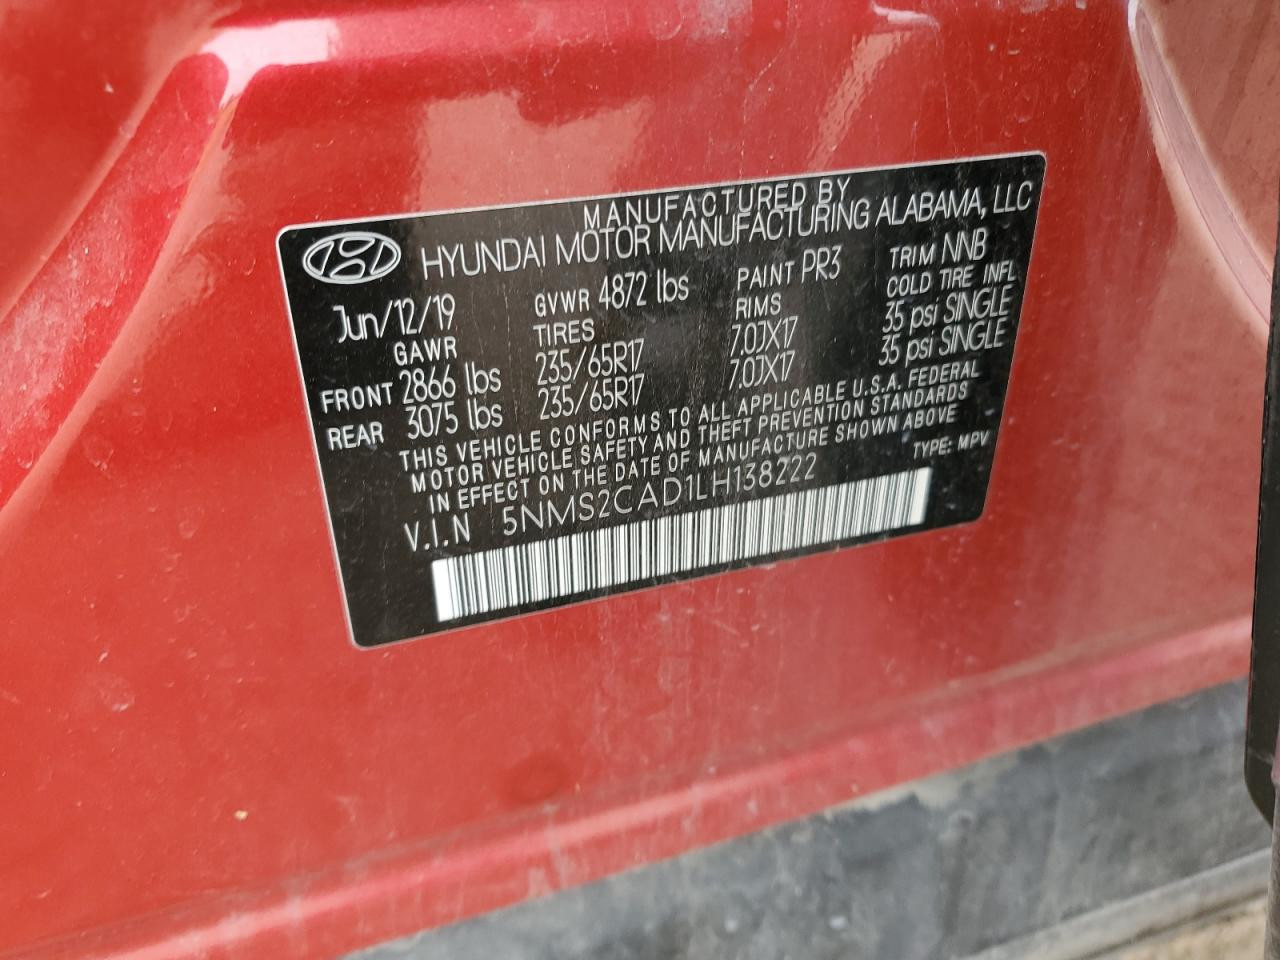 MANUFACTURED BY
HYUNDAI MOTOR MANUFACTURING ALABAMA, LLC
Jun/12/19 GVWR 4872 lbs PAINT PR3 TRIM NNB
GAWR TIRES RIMS COLD TIRE INFL
FRONT 2866 lbs 235/65R17 7.0JX17 35 psi SINGLE
REAR 3075 lbs 235/65R17 7.0JX17 35 psi SINGLE
THIS VEHICLE CONFORMS TO ALL APPLICABLE U.S.A. FEDERAL
MOTOR VEHICLE SAFETY AND THEFT PREVENTION STANDARDS
IN EFFECT ON THE DATE OF MANUFACTURE SHOWN ABOVE
V.I.N 5NMS2CAD1LH138222 TYPE: MPV